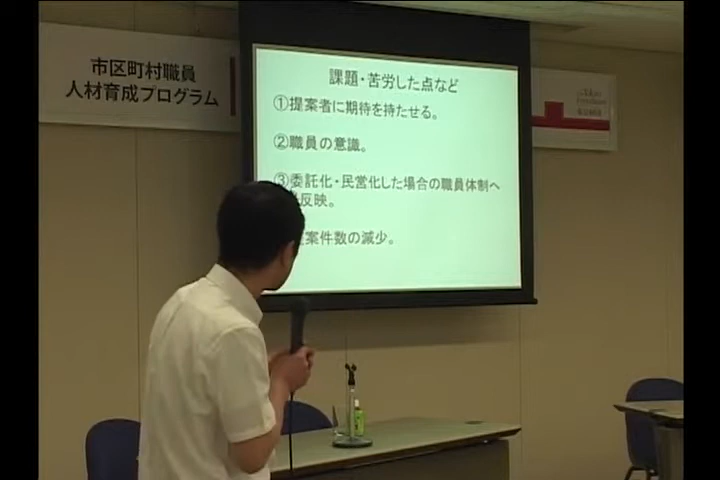 市区町村職員
人材育成プログラム
課題・苦労した点など
①提案者に期待を持たせる。
②職員の意識。
③委託化・民営化した場合の職員体制へ
反映。
案件数の減少。